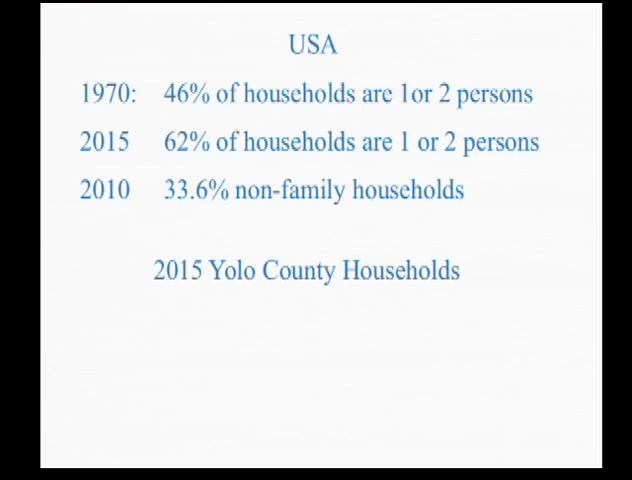 USA
1970: 46% of households are 1or 2 persons
2015 62% of households are 1 or 2 persons
2010 33.6% non-family households
2015 Yolo County Households